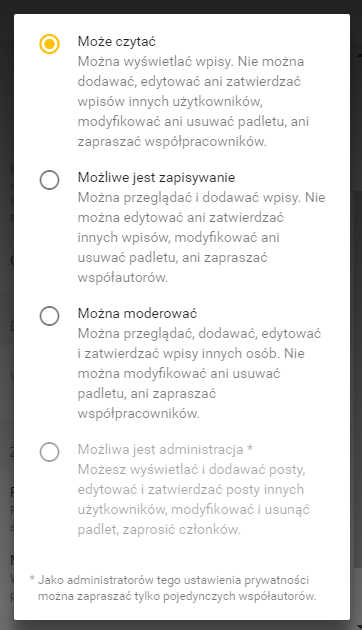 Może czytać
Można wyświetlać wpisy. Nie można
dodawać, edytować ani zatwierdzać
wpisów innych użytkowników,
modyfikować ani usuwać padletu, ani
zapraszać współpracowników.
Możliwe jest zapisywanie
Można przeglądać i dodawać wpisy. Nie
można edytować ani zatwierdzać
innych wpisów, modyfikować ani
usuwać padletu, ani zapraszać
współautorów.
Można moderować
Można przeglądać, dodawać, edytować
i zatwierdzać wpisy innych osób. Nie
można modyfikować ani usuwać
padletu, ani zapraszać
współpracowników.
Możliwa jest administracja *
Możesz wyświetlać i dodawać posty,
edytować i zatwierdzać posty innych
użytkowników, modyfikować i usunąć
padlet, zaprosić członków.
* Jako administratorów tego ustawienia prywatności
można zapraszać tylko pojedynczych współautorów.